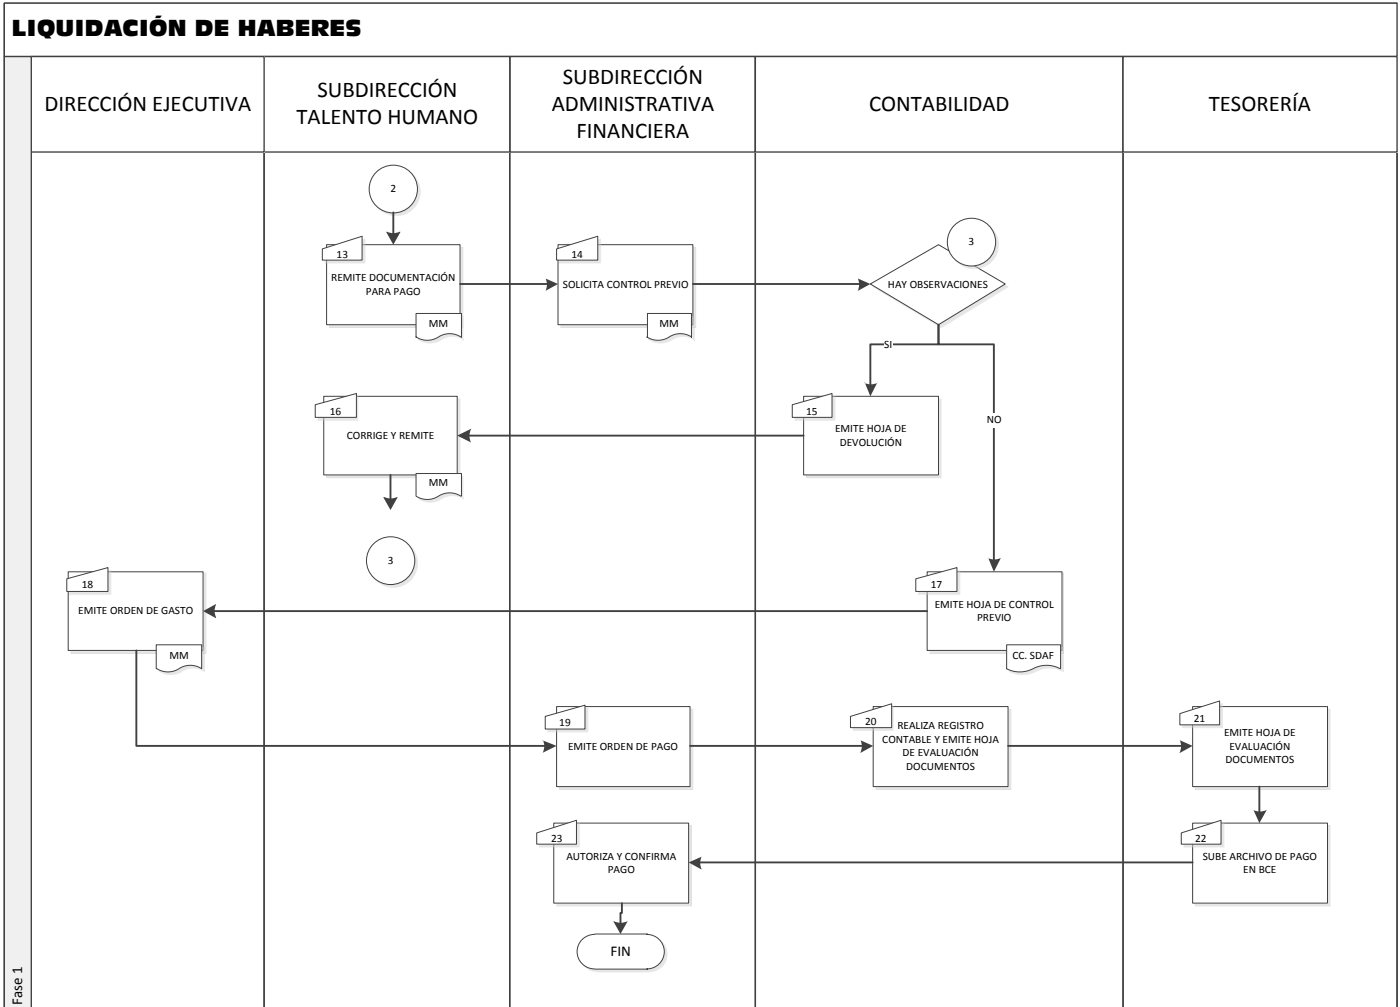 LIQUIDACIÓN DE HABERES
DIRECCIÓN EJECUTIVA
SUBDIRECCIÓN
TALENTO HUMANO
SUBDIRECCIÓN
ADMINISTRATIVA
FINANCIERA
CONTABILIDAD
TESORERÍA
2
3
13
REMITE DOCUMENTACIÓN
PARA PAGO
MM
14
SOLICITA CONTROL PREVIO
MM
HAY OBSERVACIONES
SI
NO
16
CORRIGE Y REMITE
MM
15
EMITE HOJA DE
DEVOLUCIÓN
3
18
EMITE ORDEN DE GASTO
MM
17
EMITE HOJA DE CONTROL
PREVIO
CC. SDAF
19
EMITE ORDEN DE PAGO
20
REALIZA REGISTRO
CONTABLE Y EMITE HOJA
DE EVALUACIÓN
DOCUMENTOS
21
EMITE HOJA DE
EVALUACIÓN
DOCUMENTOS
23
AUTORIZA Y CONFIRMA
PAGO
22
SUBE ARCHIVO DE PAGO
EN BCE
FIN
Fase 1